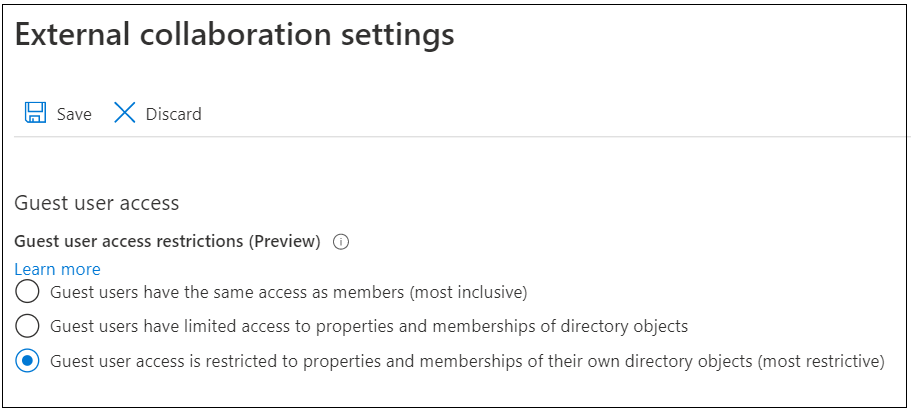 External collaboration settings
Save Discard
Guest user access
Guest user access restrictions (Preview)
Learn more
Guest users have the same access as members (most inclusive)
Guest users have limited access to properties and memberships of directory objects
Guest user access is restricted to properties and memberships of their own directory objects (most restrictive)